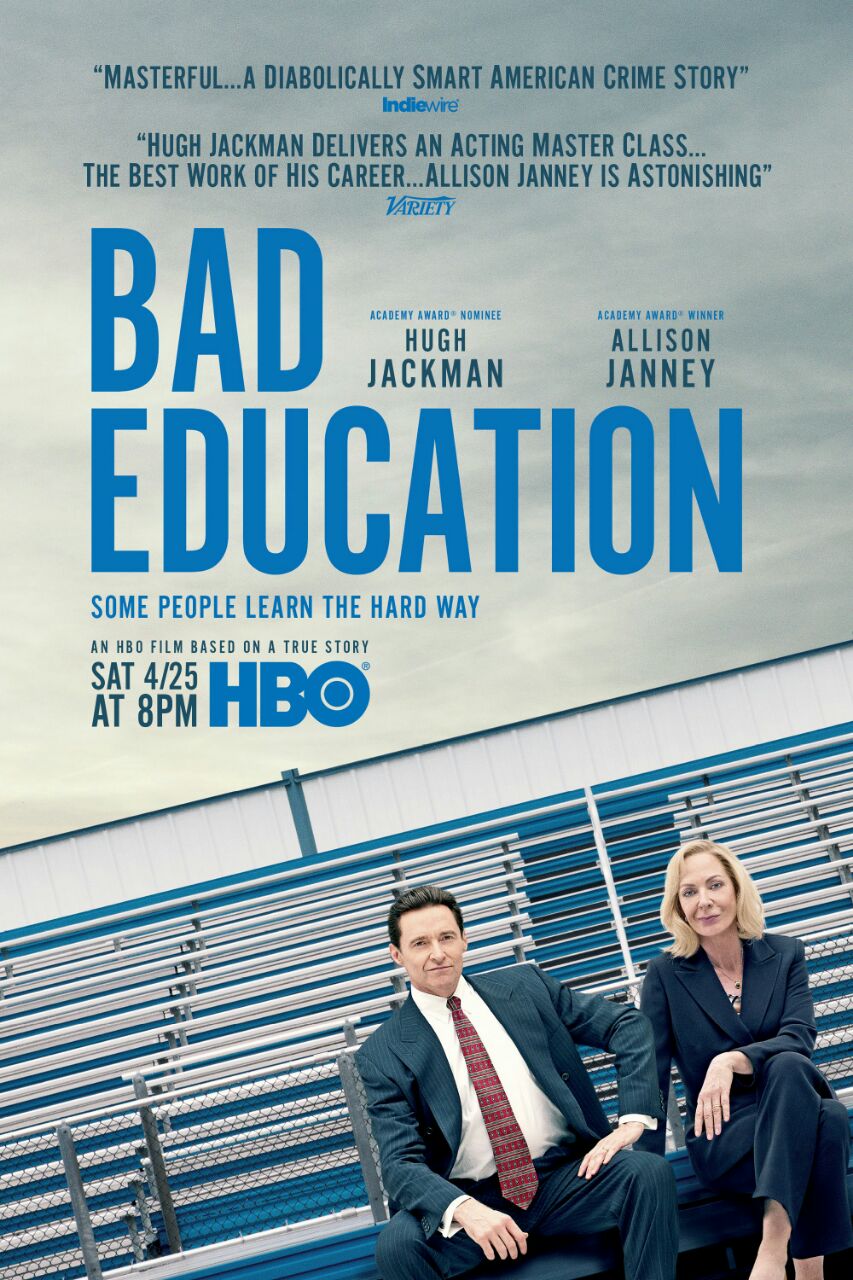 “MASTERFUL...A DIABOLICALLY SMART AMERICAN CRIME STORY”
IndieWire
“HUGH JACKMAN DELIVERS AN ACTING MASTER CLASS...
THE BEST WORK OF HIS CAREER...ALLISON JANNEY IS ASTONISHING”
VARIETY
BAD
ACADEMY AWARD® NOMINEE
HUGH
JACKMAN
ACADEMY AWARD® WINNER
ALLISON
JANNEY
EDUCATION
SOME PEOPLE LEARN THE HARD WAY
AN HBO FILM BASED ON A TRUE STORY
SAT 4/25
AT 8PM
HBO®